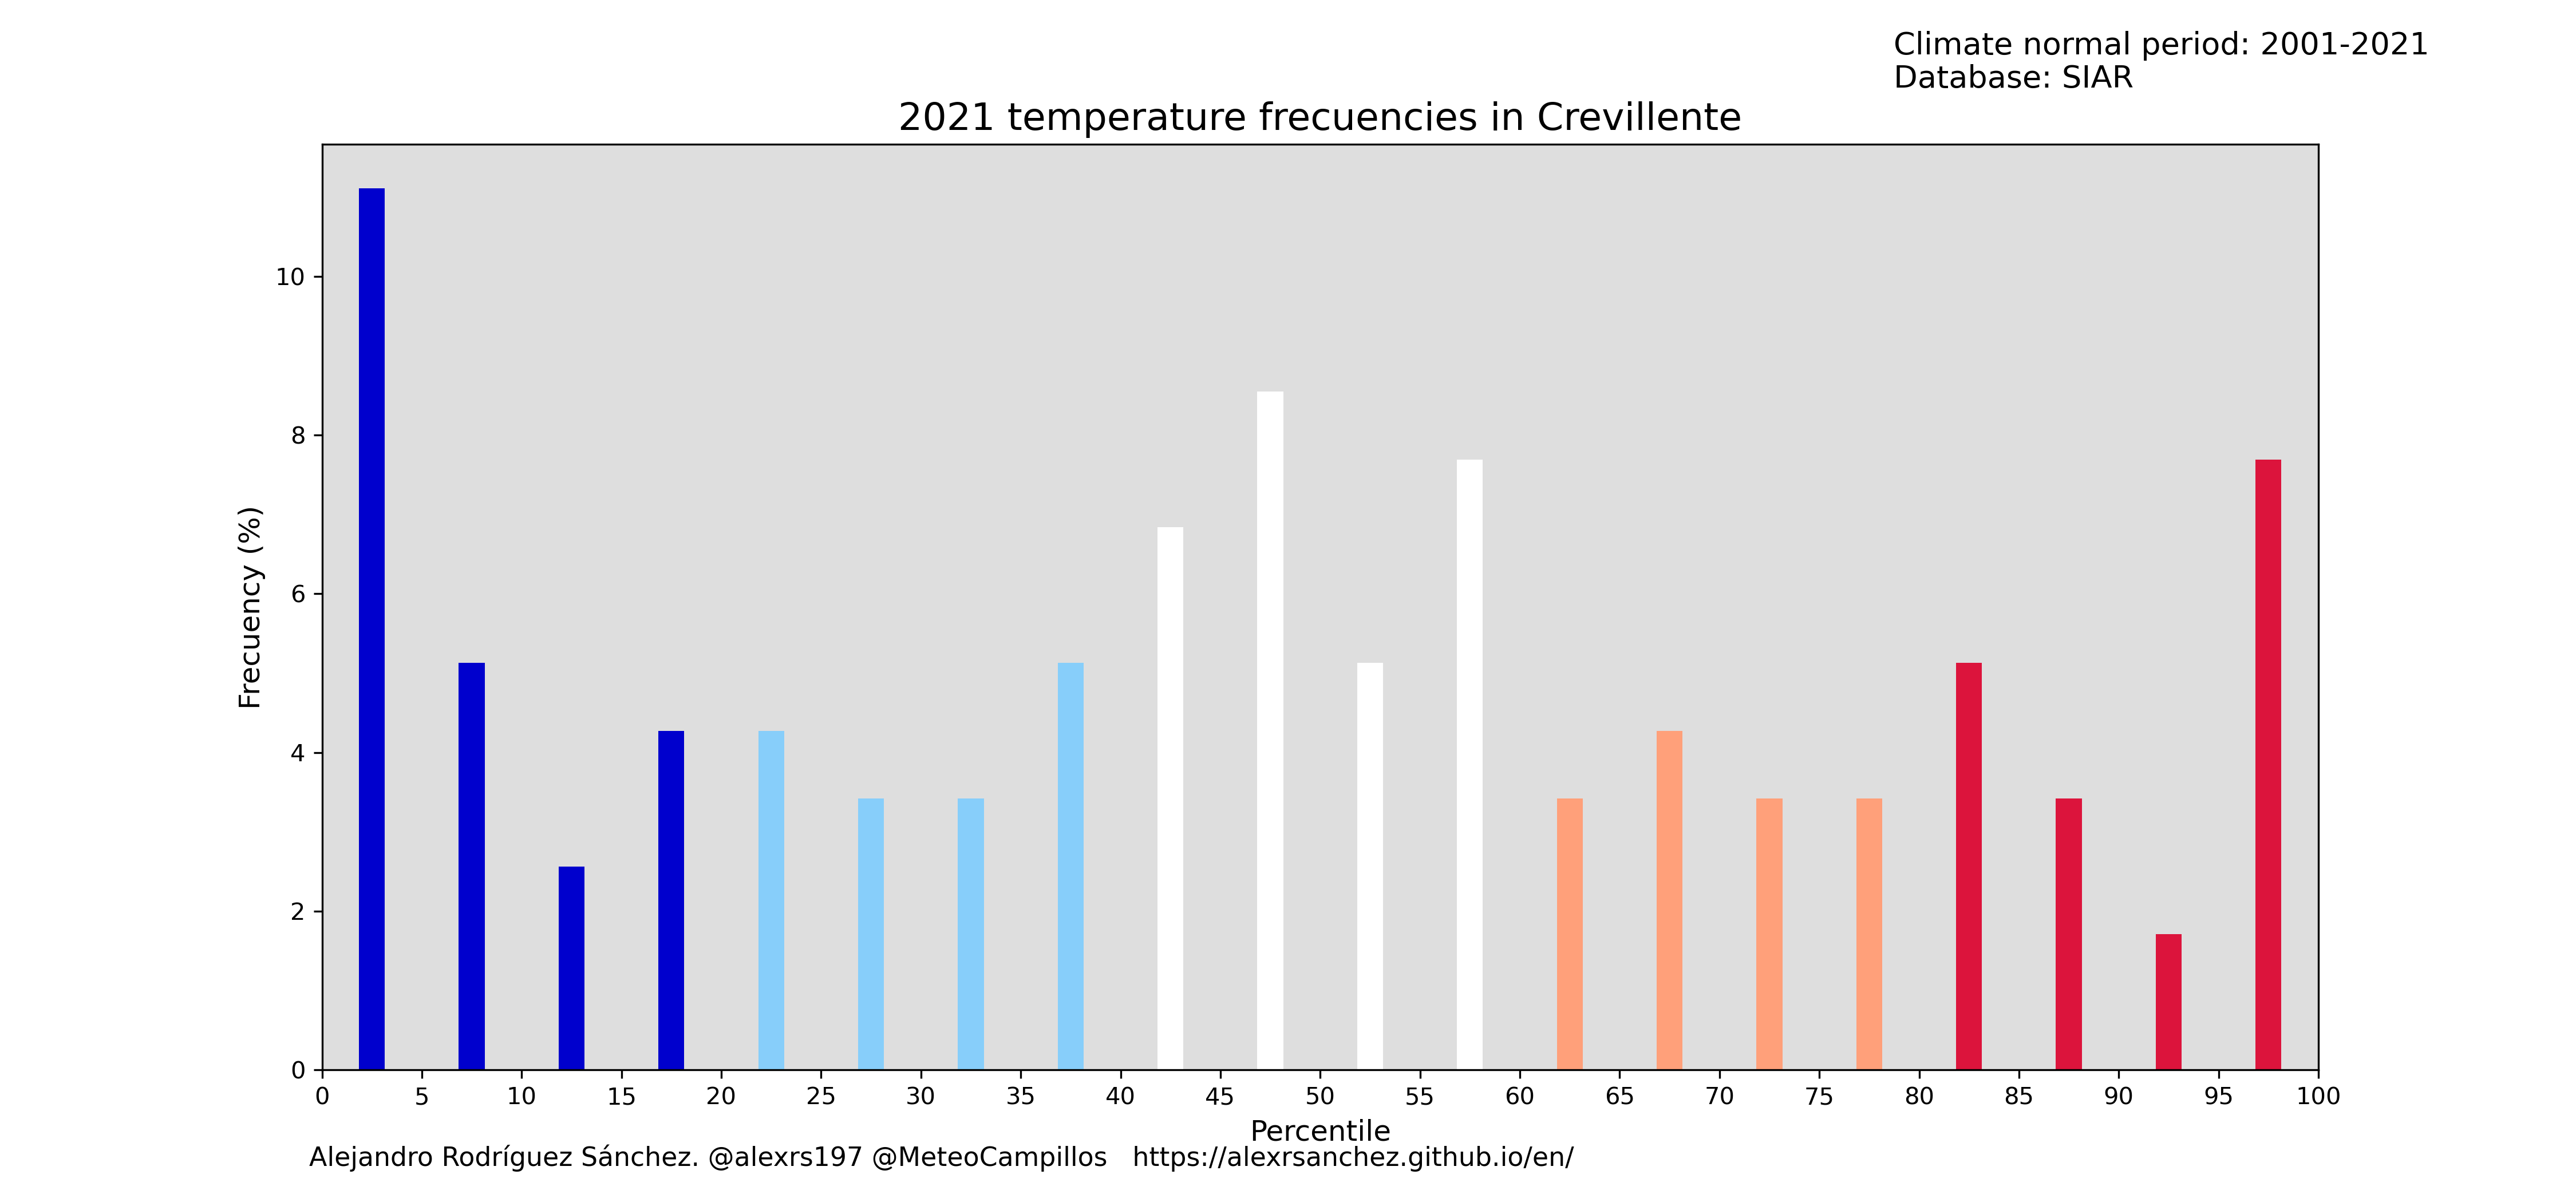 Climate normal period: 2001-2021
Database: SIAR
2021 temperature frecuencies in Crevillente
Frecuency (%)
10
8
6
4
2
0
0 5 10 15 20 25 30 35 40 45 50 55 60 65 70 75 80 85 90 95 100
Percentile
Alejandro Rodríguez Sánchez. @alexrs197 @MeteoCampillos https://alexrsanchez.github.io/en/